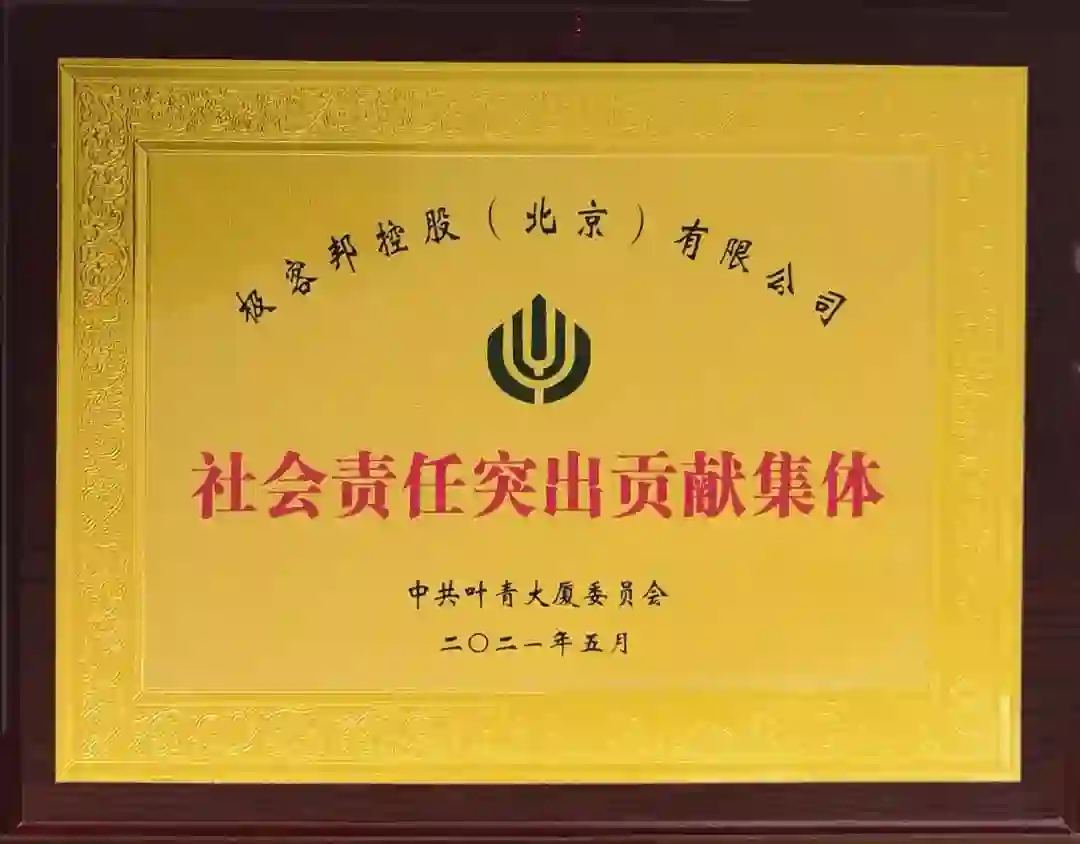 极客邦控股（北京）有限公司
社会责任突出贡献集体
中共叶青大厦委员会
二〇二一年五月